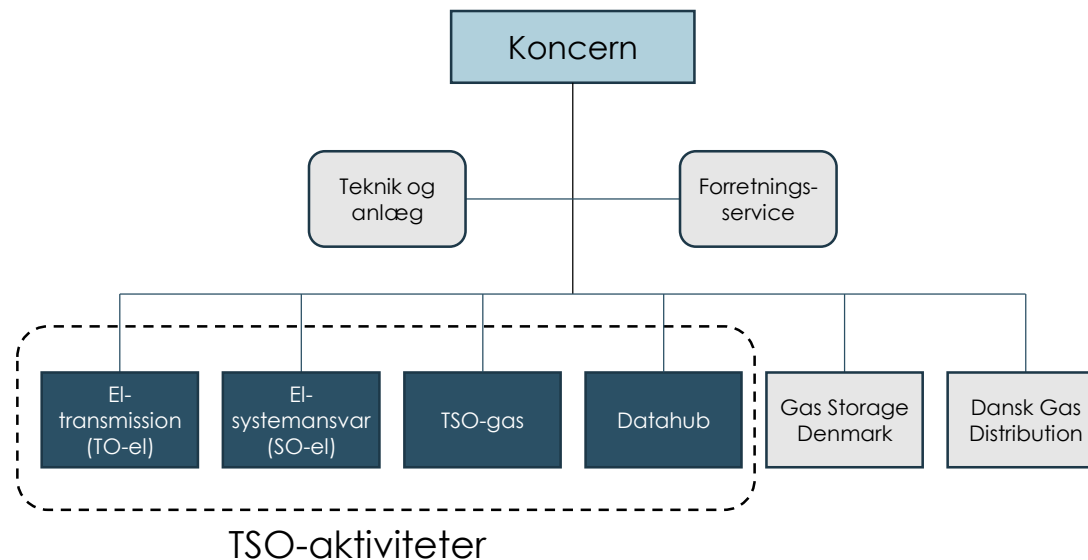 Koncern
Teknik og
anlæg
Forretnings-
service
El-
transmission
(TO-el)
El-
systemansvar
(SO-el)
TSO-gas
Datahub
Gas Storage
Denmark
Dansk Gas
Distribution
TSO-aktiviteter